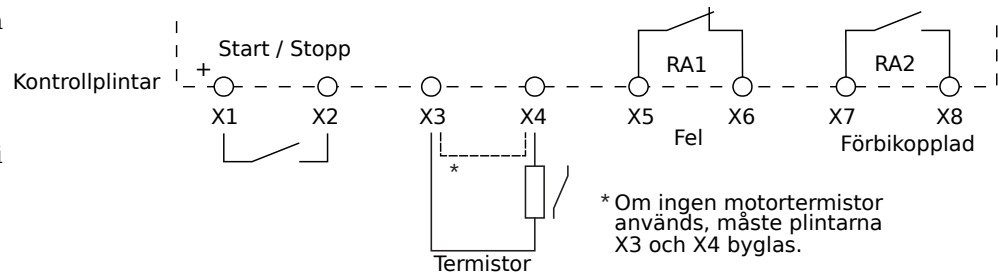 Start / Stopp
RA1
RA2
Kontrollplintar
+
X1
X2
X3
X4
X5
X6
X7
X8
Fel
Förbikopplad
*
* Om ingen motortermistor
används, måste plintarna
X3 och X4 byglas.
Termistor